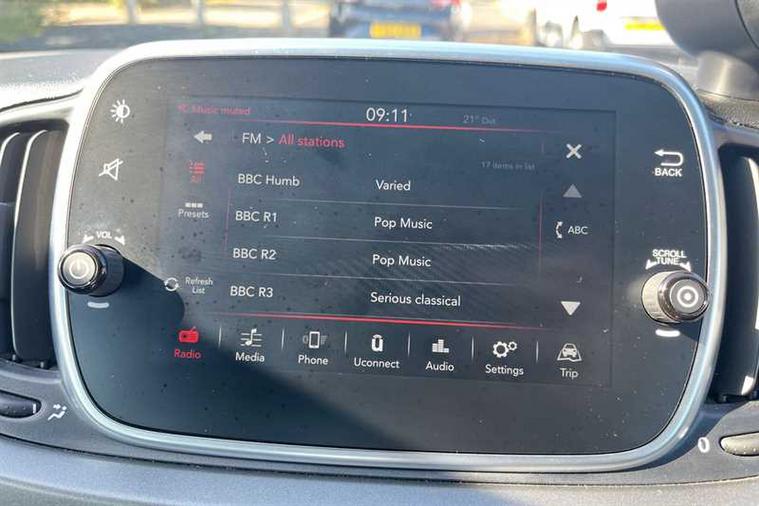 Music muted 09:11 21° Out
FM > All stations
17 items in list
All
Presets
Refresh
List
BBC Humb Varied
BBC R1 Pop Music
BBC R2 Pop Music
BBC R3 Serious classical
ABC
BACK
VOL
SCROLL
TUNE
Radio Media Phone Uconnect Audio Settings Trip
0